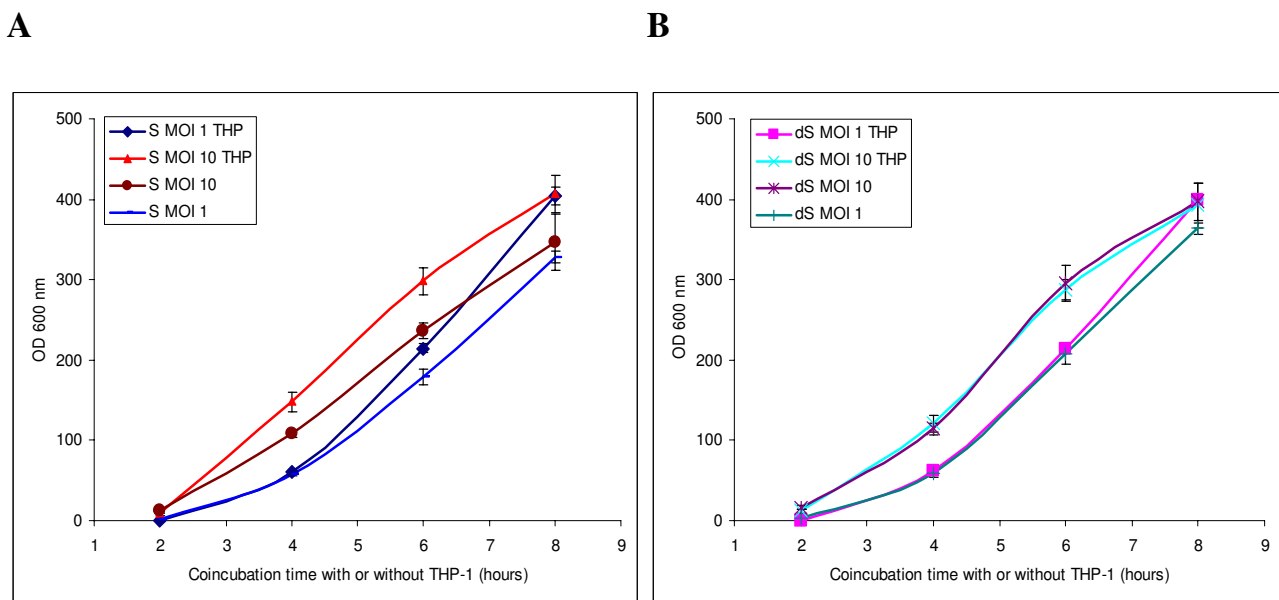 A
B
500
400
300
200
100
0
OD 600 nm
S MOI 1 THP
S MOI 10 THP
S MOI 10
S MOI 1
1 2 3 4 5 6 7 8 9
Coincubation time with or without THP-1 (hours)
500
400
300
200
100
0
OD 600 nm
dS MOI 1 THP
dS MOI 10 THP
dS MOI 10
dS MOI 1
1 2 3 4 5 6 7 8 9
Coincubation time with or without THP-1 (hours)